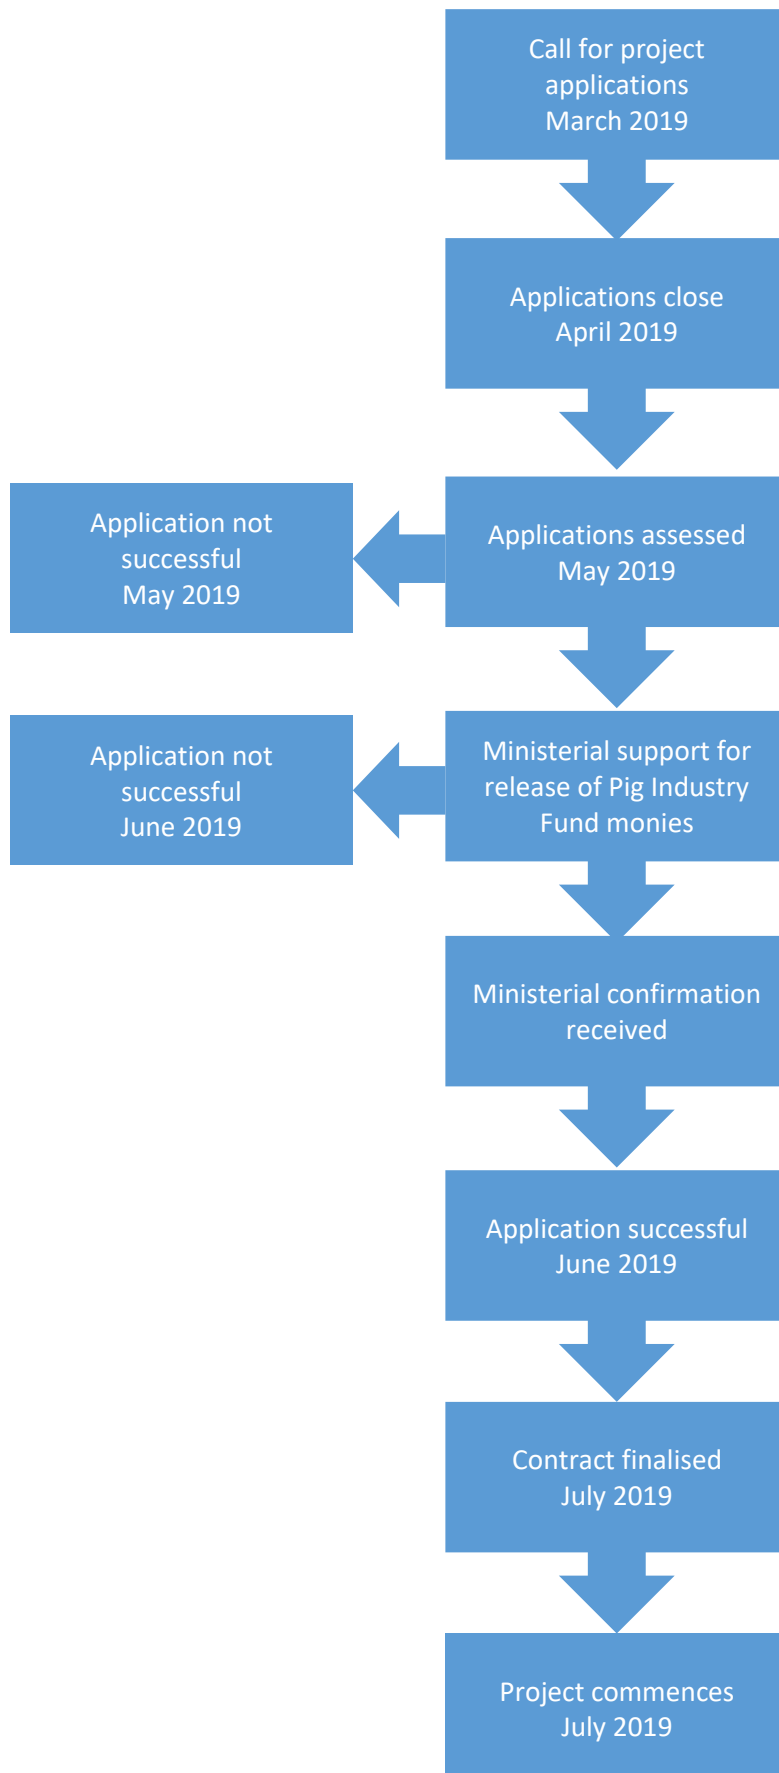 Call for project
applications
March 2019
Applications close
April 2019
Applications assessed
May 2019
Application not
successful
May 2019
Ministerial support for
release of Pig Industry
Fund monies
Application not
successful
June 2019
Ministerial confirmation
received
Application successful
June 2019
Contract finalised
July 2019
Project commences
July 2019